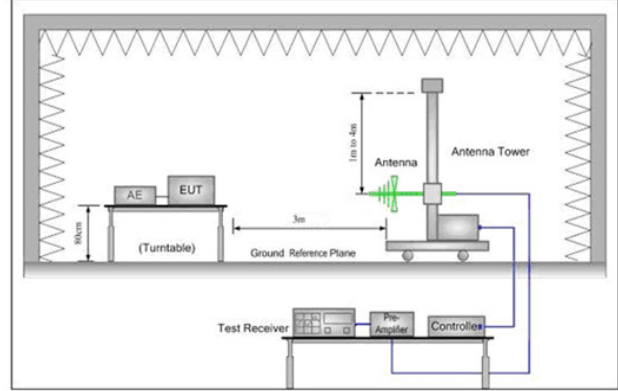 1m to 4m
Antenna
Antenna Tower
AE
EUT
80cm
(Turntable)
3m
Ground Reference Plane
Test Receiver
Pre-
Amplifier
Controller